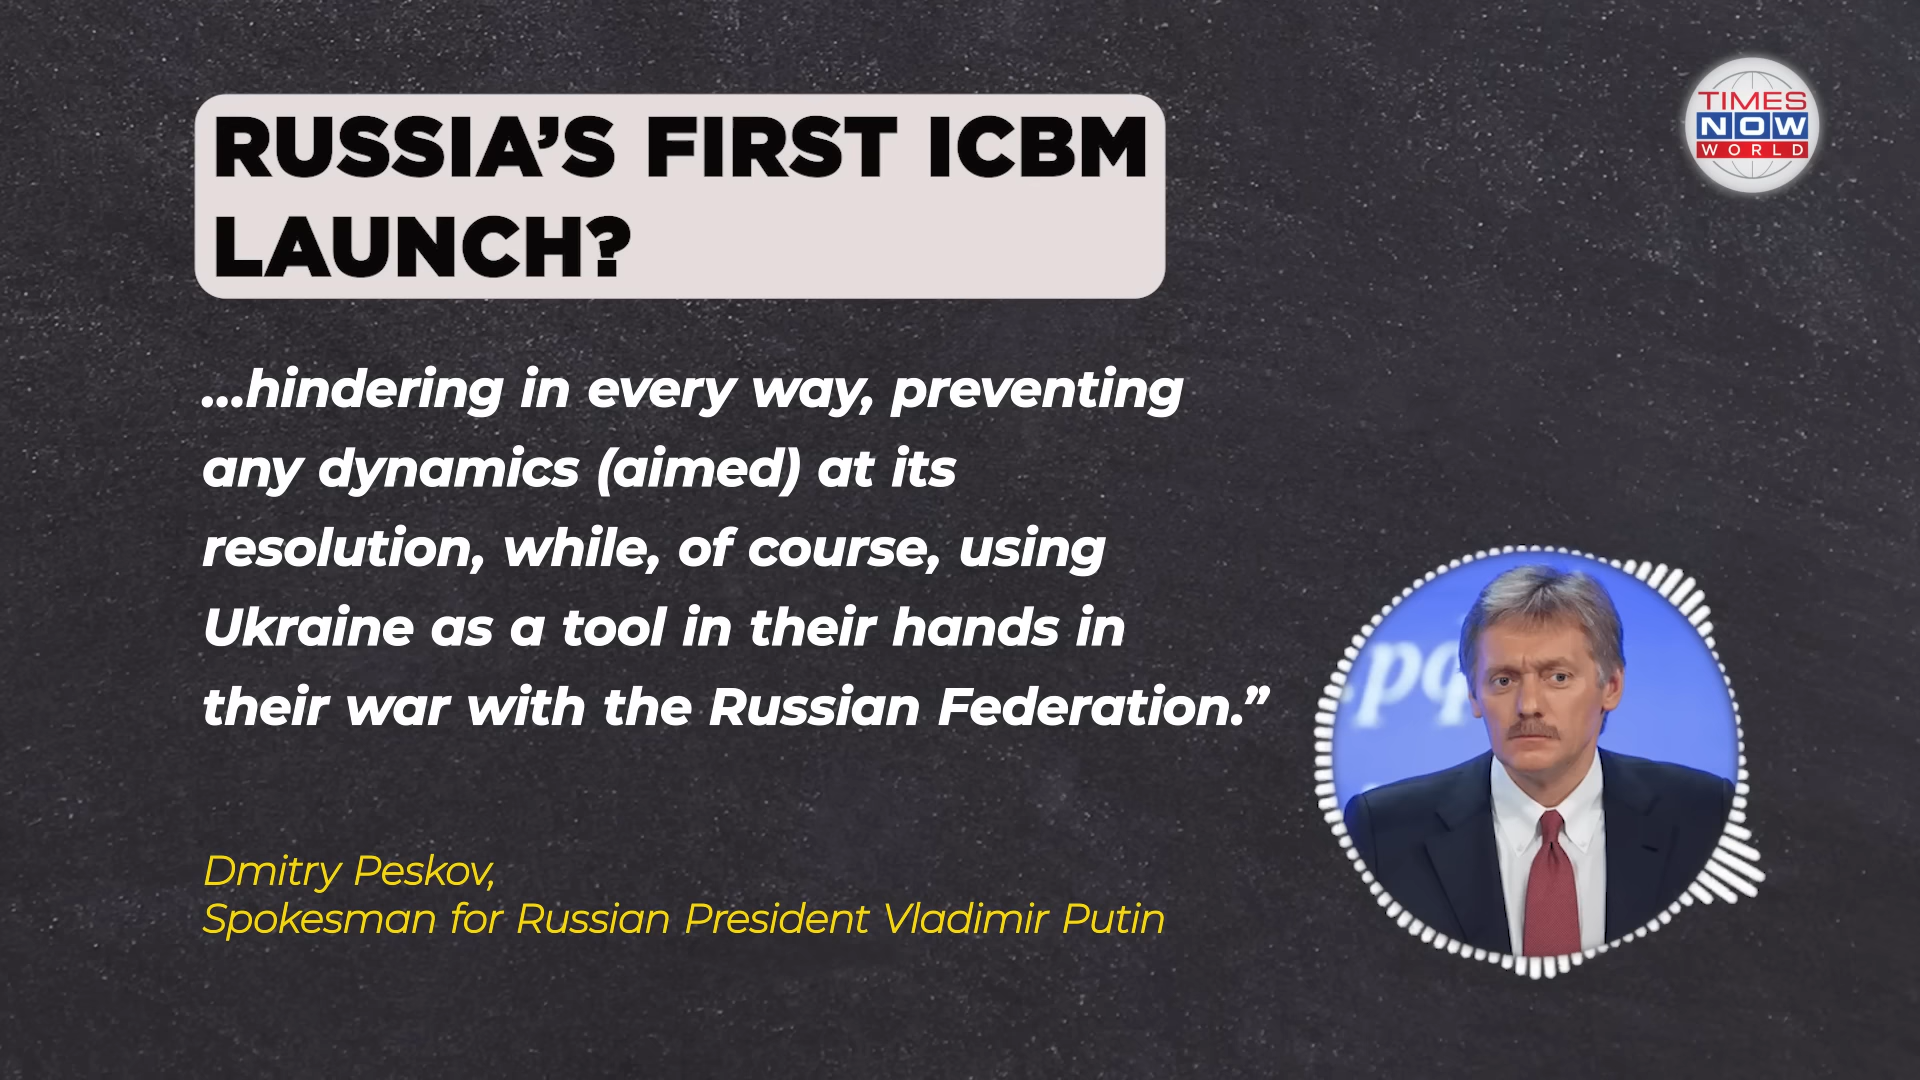 RUSSIA’S FIRST ICBM
LAUNCH?
TIMES
NOW
WORLD
...hindering in every way, preventing
any dynamics (aimed) at its
resolution, while, of course, using
Ukraine as a tool in their hands in
their war with the Russian Federation.”
.pq
Dmitry Peskov,
Spokesman for Russian President Vladimir Putin